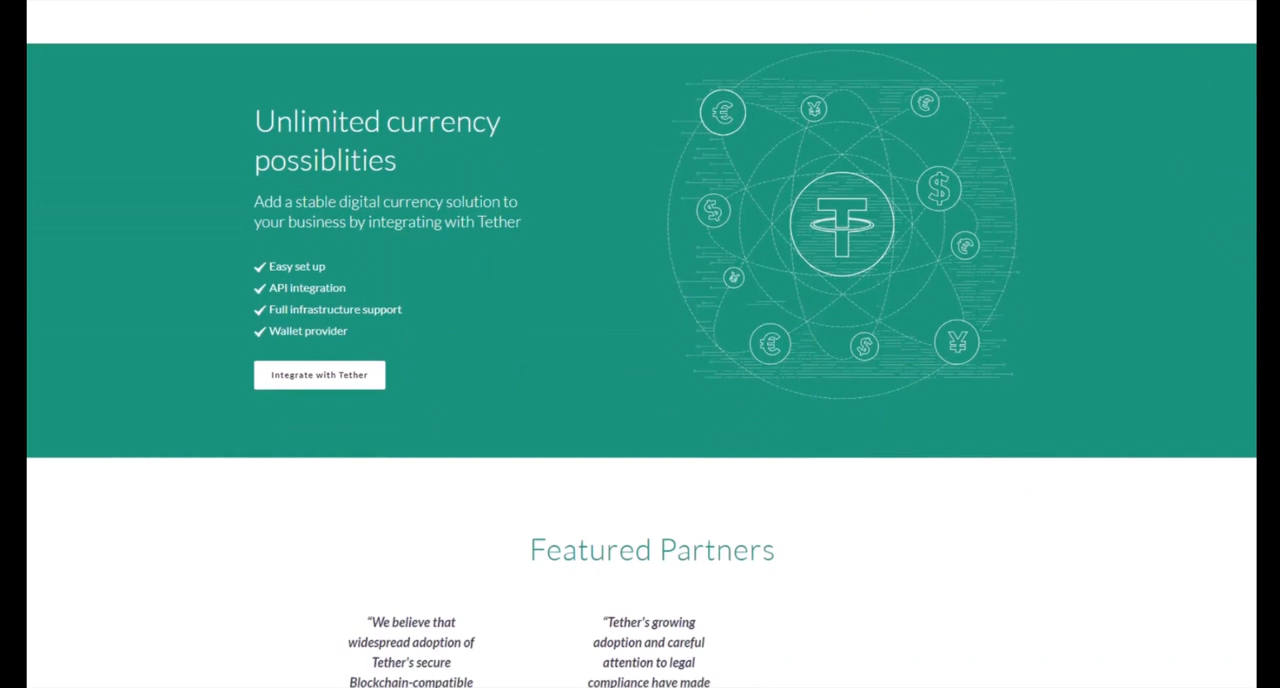 Unlimited currency
possiblities
Add a stable digital currency solution to
your business by integrating with Tether
Easy set up
API integration
Full infrastructure support
Wallet provider
Integrate with Tether
Featured Partners
“We believe that
widespread adoption of
Tether's secure
Blockchain-compatible
“Tether's growing
adoption and careful
attention to legal
compliance have made